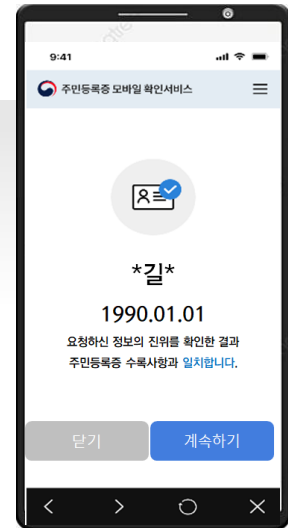 9:41
주민등록증 모바일 확인서비스
*길*
1990.01.01
요청하신 정보의 진위를 확인한 결과
주민등록증 수록사항과 일치합니다.
닫기 계속하기